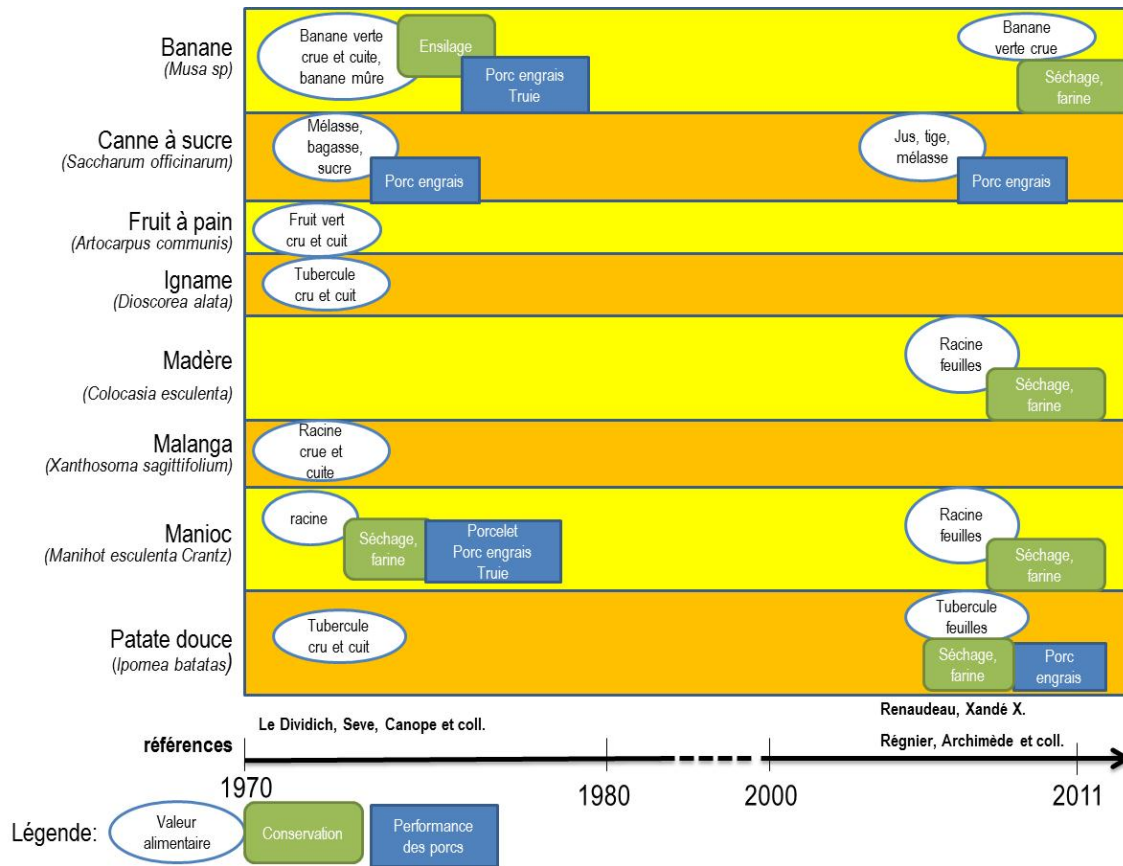 Banane
(Musa sp)
Banane verte
crue et cuite,
banane mûre
Ensilage
Porc engrais
Truie
Banane
verte crue
Séchage,
farine
Canne à sucre
(Saccharum officinarum)
Mélasse,
bagasse,
sucre
Porc engrais
Jus, tige,
mélasse
Porc engrais
Fruit à pain
(Artocarpus communis)
Fruit vert
cru et cuit
Igname
(Dioscorea alata)
Tubercule
cru et cuit
Madère
(Colocasia esculenta)
Racine
feuilles
Séchage,
farine
Malanga
(Xanthosoma sagittifolium)
Racine
crue et
cuite
Manioc
(Manihot esculenta Crantz)
racine
Séchage,
farine
Porcelet
Porc engrais
Truie
Racine
feuilles
Séchage,
farine
Patate douce
(Ipomea batatas)
Tubercule
cru et cuit
Tubercule
feuilles
Séchage,
farine
Porc
engrais
références
Le Dividich, Seve, Canope et coll.
Renaudeau, Xandé X.
Régnier, Archimède et coll.
1970
1980
2000
2011
Légende:
Valeur
alimentaire
Conservation
Performance
des porcs